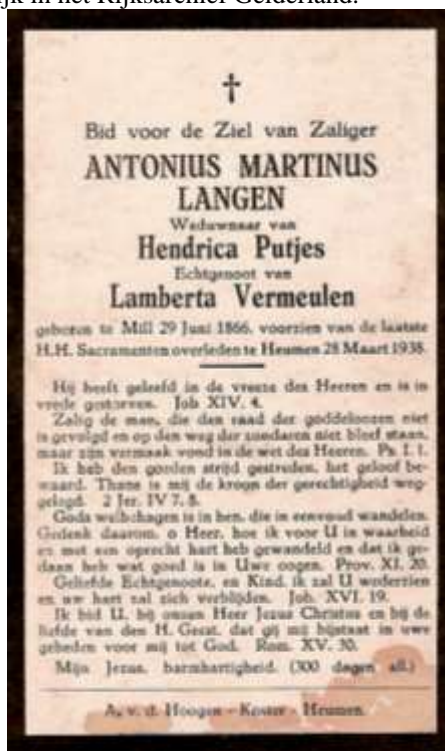 jk in het Rijksarchief Gelderland.
†
Bid voor de Ziel van Zaliger
ANTONIUS MARTINUS
LANGEN
Weduwnaar van
Hendrica Putjes
Echtgenoot van
Lamberta Vermeulen
geboren te Mill 29 Juni 1866, voorzien van de laatste
H.H. Sacramenten overleden te Heumen 28 Maart 1938.
Hij heeft geleefd in de vreeze des Heeren en is in
vrede gestorven. Job XIV. 4.
Zalig de man, die den raad der goddeloozen niet
is gevolgd en op den weg der zondaren niet bleef staan,
maar zijn vermaak vond in de wet des Heeren. Ps. I. 1.
Ik heb den goeden strijd gestreden, het geloof be-
waard. Thans is mij de kroon der gerechtigheid weg-
gelegd. 2 Jer. IV 7. 8.
Gods welbehagen is in hen, die in eenvoud wandelen.
Gedenk daarom, o Heer, hoe ik voor U in waarheid
en met een oprecht hart heb gewandeld en dat ik ge-
daan heb wat goed is in Uwe oogen. Prov. XI. 20.
Geliefde Echtgenoote, en Kind, ik zal U wederzien
en uw hart zal zich verblijden. Joh. XVI. 19.
Ik bid U, bij onzen Heer Jezus Christus en bij de
liefde van den H. Geest, dat gij mij bijstaat in uwe
gebeden voor mij tot God. Rom. XV. 30.
Mijn Jezus, barmhartigheid. (300 dagen afl.)
A. v. d. Hoogen - Koster - Heumen.